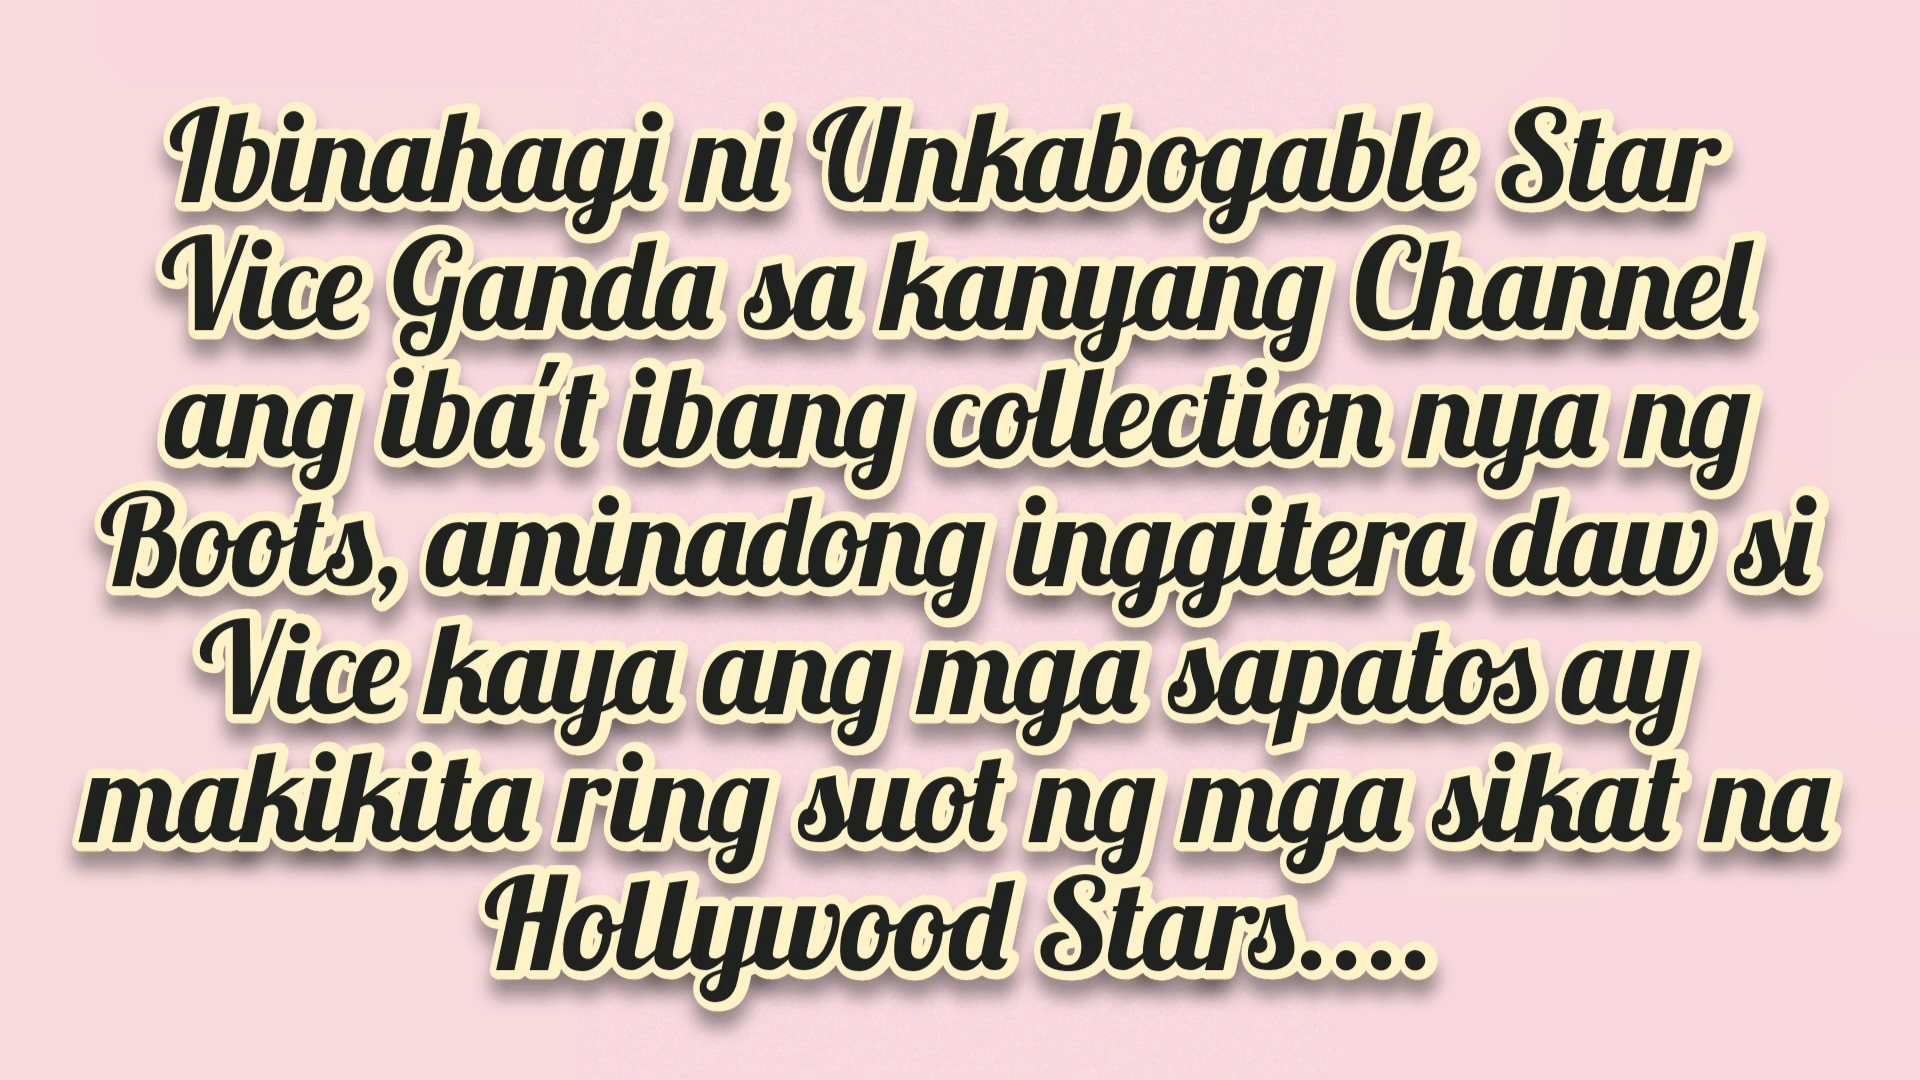 Ibinahagi ni Unkabogable Star
Vice Ganda sa kanyang Channel
ang iba't ibang collection nya ng
Boots, aminadong inggitera daw si
Vice kaya ang mga sapatos ay
makikita ring suot ng mga sikat na
Hollywood Stars....